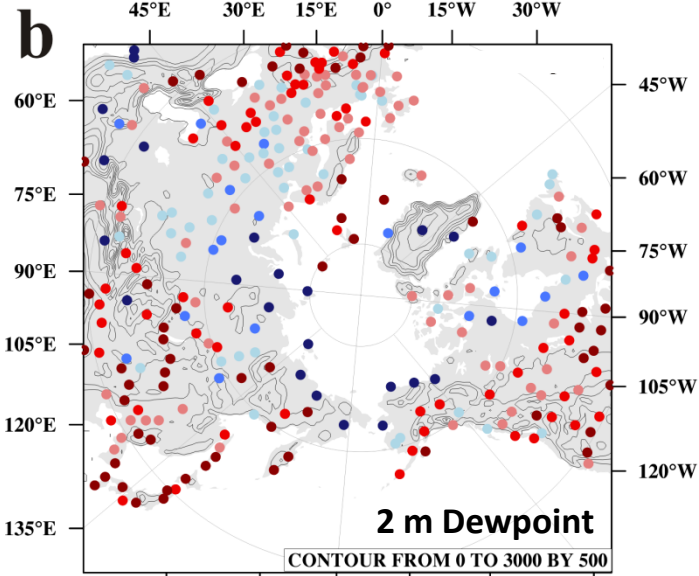 b
45°E 30°E 15°E 0° 15°W 30°W
60°E 45°W
75°E 60°W
90°E 75°W
105°E 90°W
120°E 105°W
135°E 120°W
2 m Dewpoint
CONTOUR FROM 0 TO 3000 BY 500